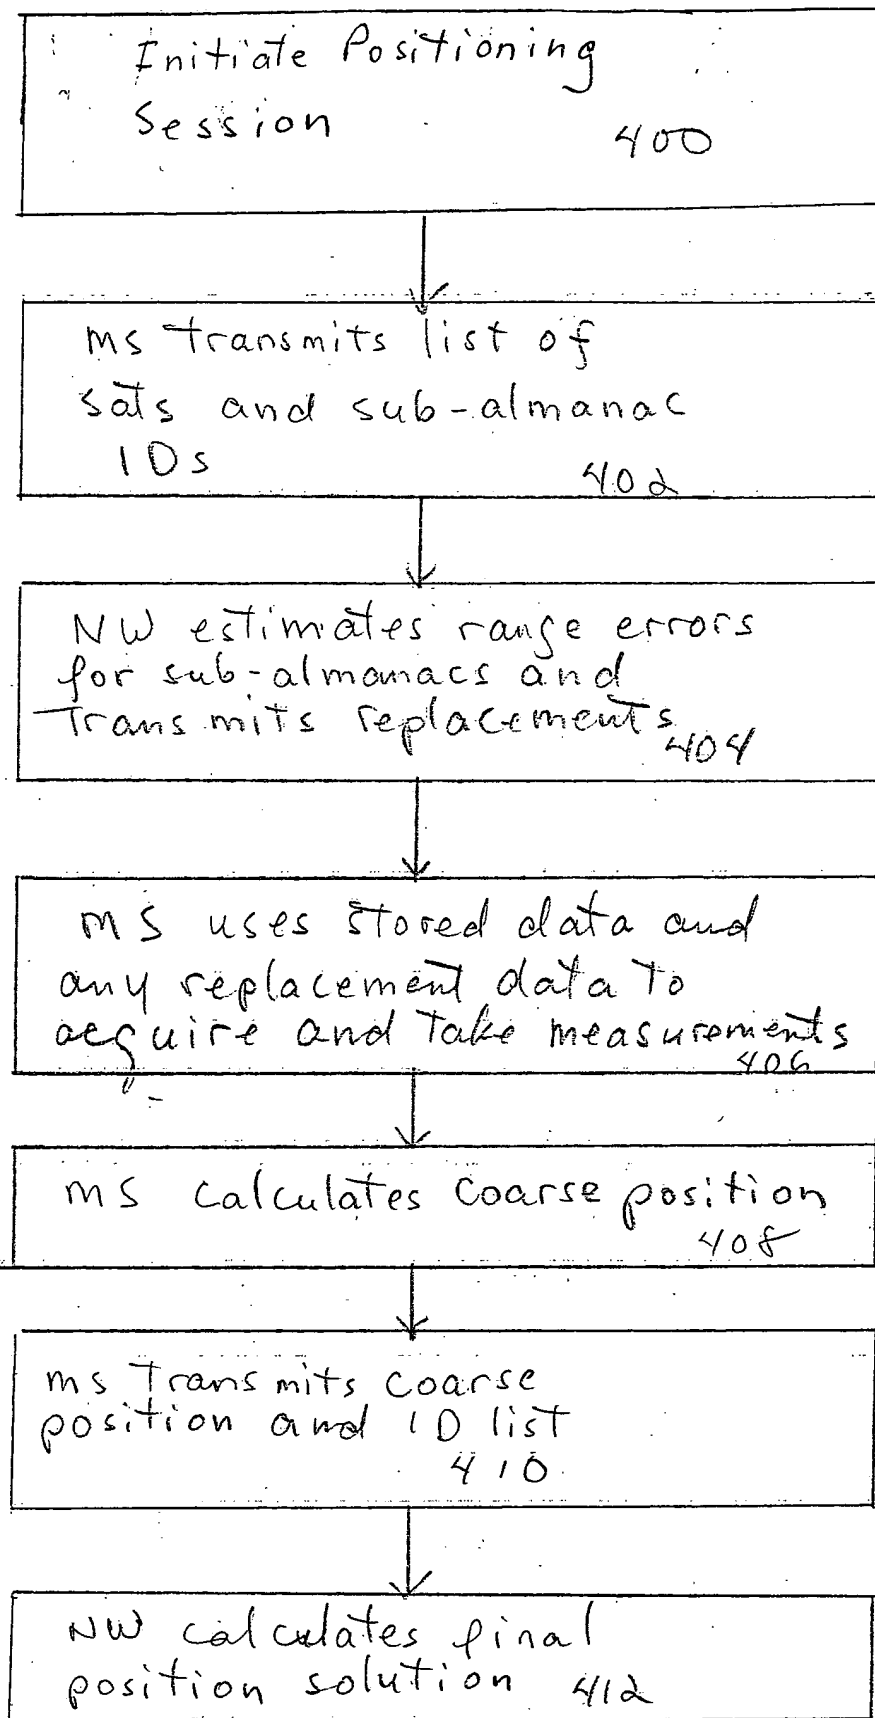 Initiate Positioning
Session
400
ms transmits list of
sats and sub-almanac
IDs
402
NW estimates range errors
for sub-almanacs and
Transmits replacements
404
ms uses stored data and
any replacement data to
acquire and take measurements
406
ms calculates coarse position
408
ms Transmits coarse
position and ID list
410
NW calculates final
position solution 412